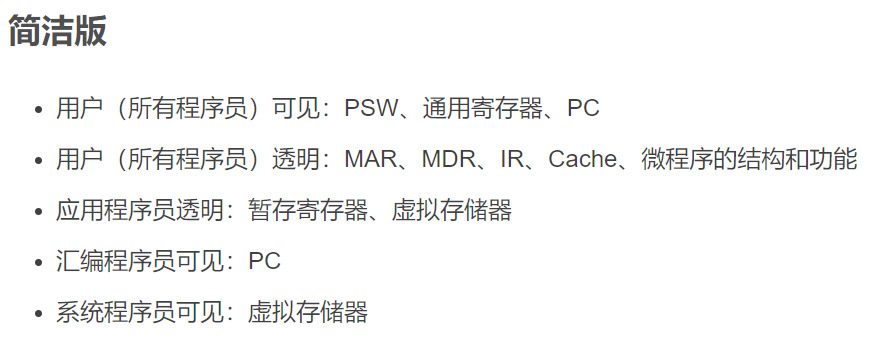 简洁版
用户（所有程序员）可见：PSW、通用寄存器、PC
用户（所有程序员）透明：MAR、MDR、IR、Cache、微程序的结构和功能
应用程序员透明：暂存寄存器、虚拟存储器
汇编程序员可见：PC
系统程序员可见：虚拟存储器